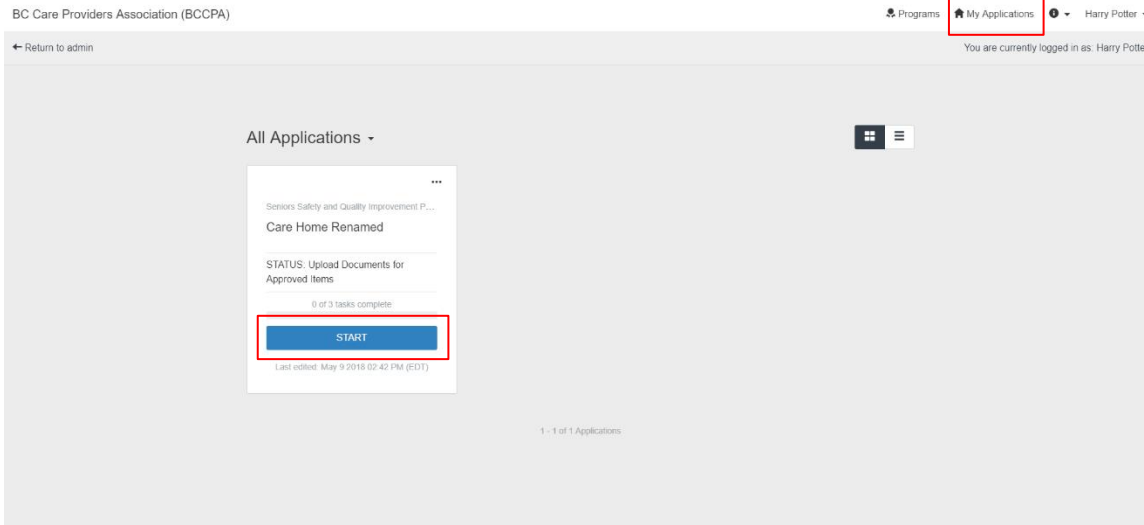 BC Care Providers Association (BCCPA)
Programs My Applications Harry Potter
Return to admin
You are currently logged in as: Harry Potte
All Applications
Seniors Safety and Quality Improvement P...
Care Home Renamed
STATUS: Upload Documents for
Approved Items
0 of 3 tasks complete
START
Last edited: May 9 2018 02:42 PM (EDT)
1 - 1 of 1 Applications